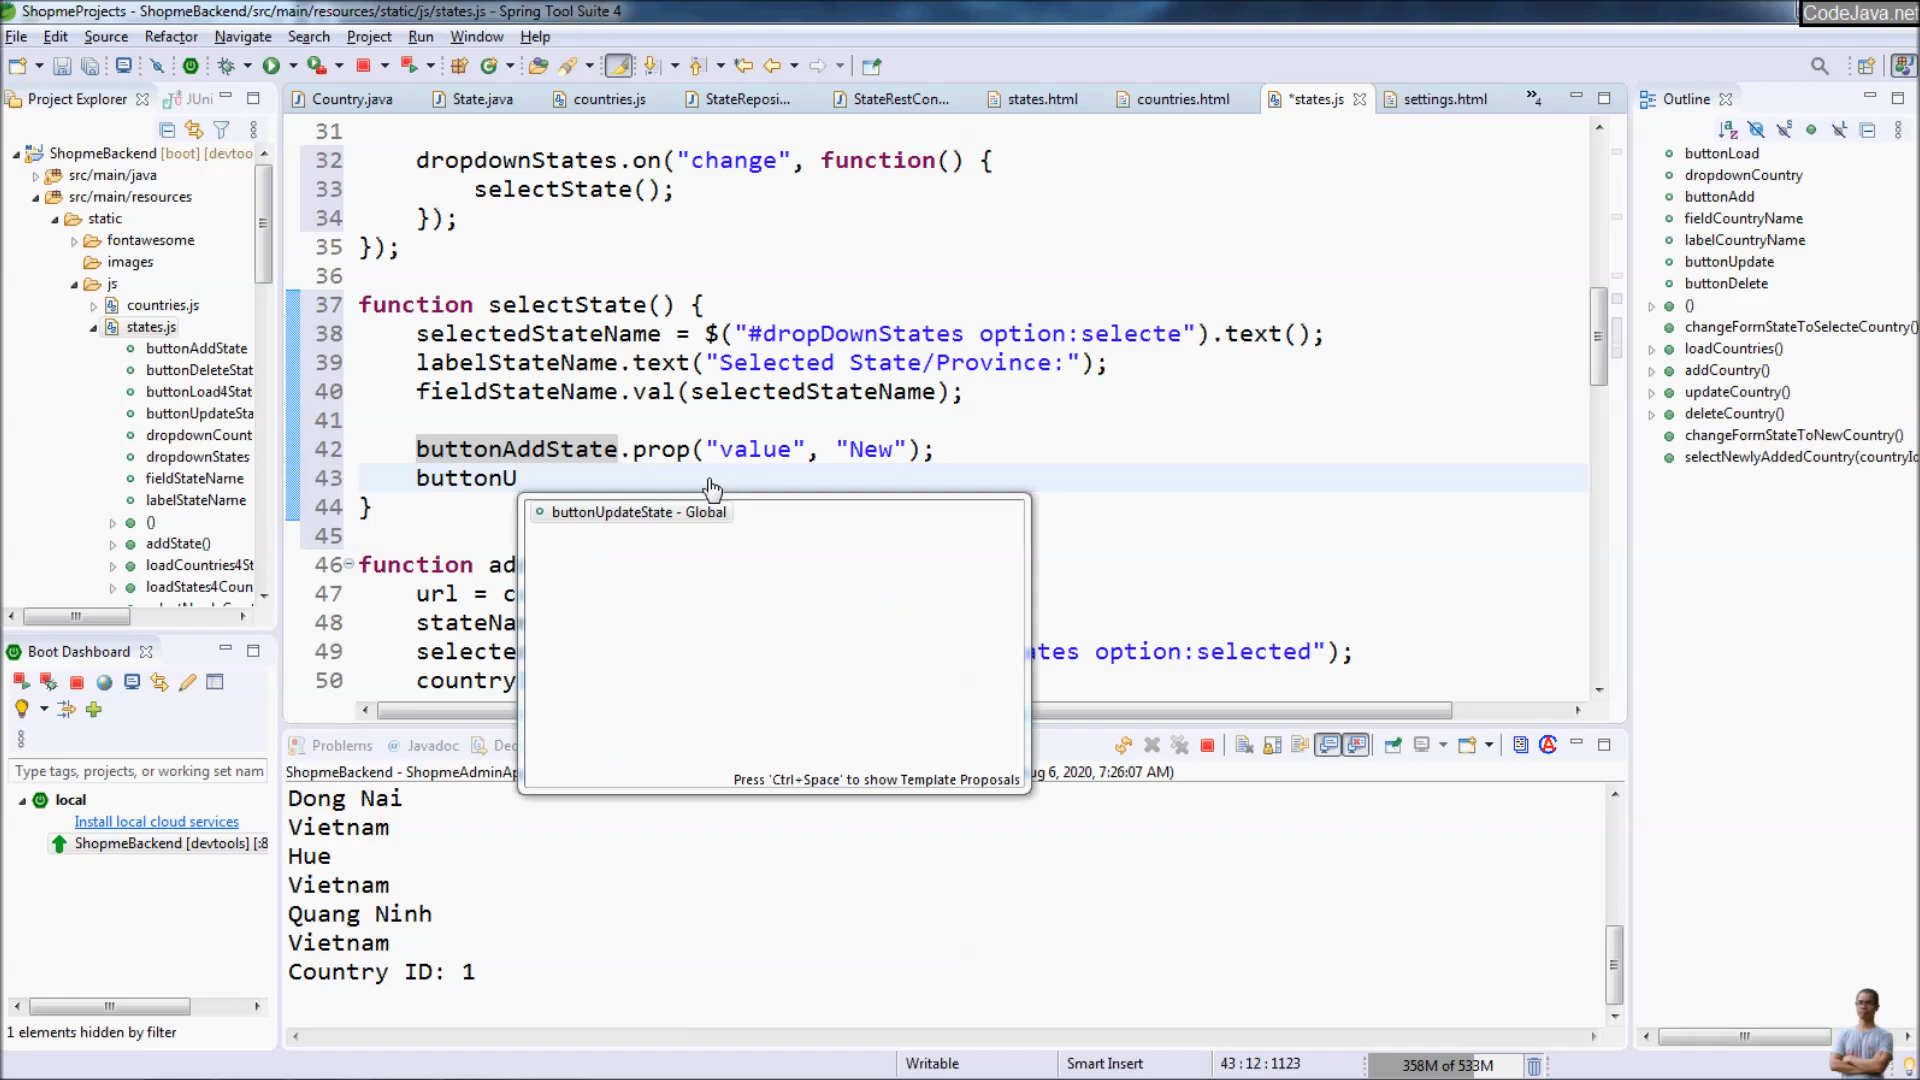 ShopmeProjects - ShopmeBackend/src/main/resources/static/js/states.js - Spring Tool Suite 4
CodeJava.net
File Edit Source Refactor Navigate Search Project Run Window Help
Project Explorer
JUni
ShopmeBackend [boot] [devtoo
src/main/java
src/main/resources
static
fontawesome
images
js
countries.js
states.js
buttonAddState
buttonDeleteStat
buttonLoad4Stat
buttonUpdateSta
dropdownCount
dropdownStates
fieldStateName
labelStateName
()
addState()
loadCountries4St
loadStates4Coun
Boot Dashboard
Type tags, projects, or working set nam
local
Install local cloud services
ShopmeBackend [devtools] [:8
1 elements hidden by filter
Country.java State.java countries.js StateReposi... StateRestCon... states.html countries.html *states.js settings.html »4
31
32 dropdownStates.on("change", function() {
33 selectState();
34 });
35 });
36
37 function selectState() {
38 selectedStateName = $("#dropDownStates option:selecte").text();
39 labelStateName.text("Selected State/Province:");
40 fieldStateName.val(selectedStateName);
41
42 buttonAddState.prop("value", "New");
43 buttonU
44 }
45
46 function ad
47 url = c
48 stateNa
49 selecte ates option:selected");
50 country
buttonUpdateState - Global
Press 'Ctrl+Space' to show Template Proposals
Problems Javadoc Dec
ShopmeBackend - ShopmeAdminAp ug 6, 2020, 7:26:07 AM)
Dong Nai
Vietnam
Hue
Vietnam
Quang Ninh
Vietnam
Country ID: 1
Outline
buttonLoad
dropdownCountry
buttonAdd
fieldCountryName
labelCountryName
buttonUpdate
buttonDelete
()
changeFormStateToSelecteCountry()
loadCountries()
addCountry()
updateCountry()
deleteCountry()
changeFormStateToNewCountry()
selectNewlyAddedCountry(countryId
Writable Smart Insert 43 : 12 : 1123 358M of 533M